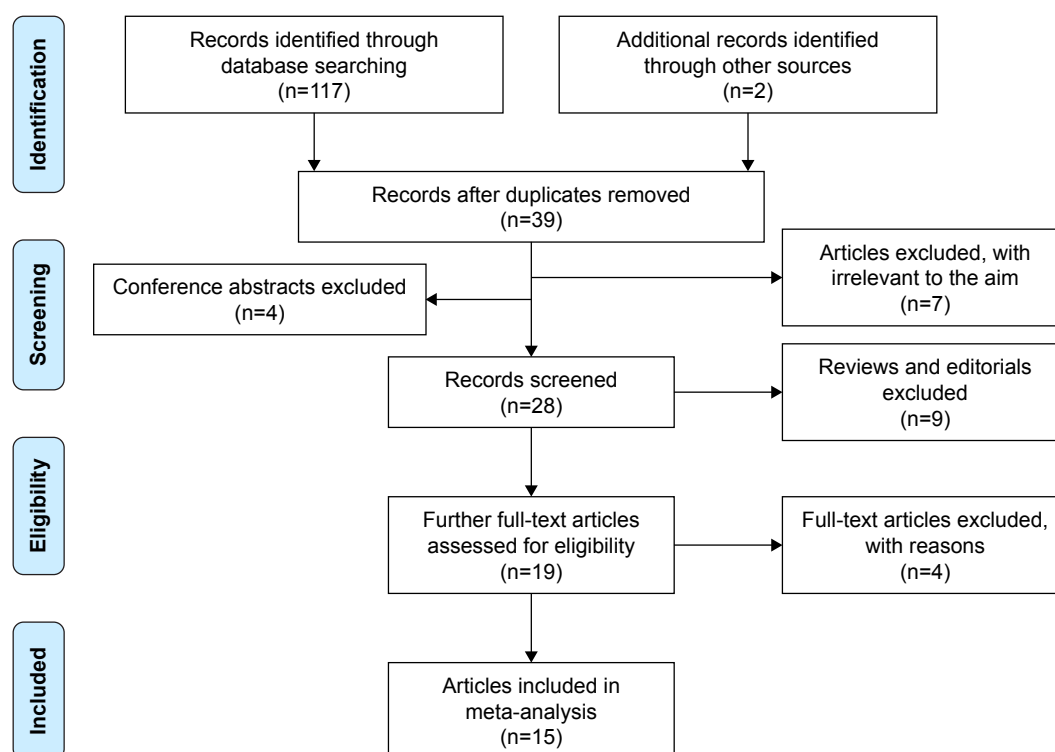 Identification
Records identified through
database searching
(n=117)
Additional records identified
through other sources
(n=2)
Records after duplicates removed
(n=39)
Screening
Conference abstracts excluded
(n=4)
Articles excluded, with
irrelevant to the aim
(n=7)
Records screened
(n=28)
Reviews and editorials
excluded
(n=9)
Eligibility
Further full-text articles
assessed for eligibility
(n=19)
Full-text articles excluded,
with reasons
(n=4)
Included
Articles included in
meta-analysis
(n=15)